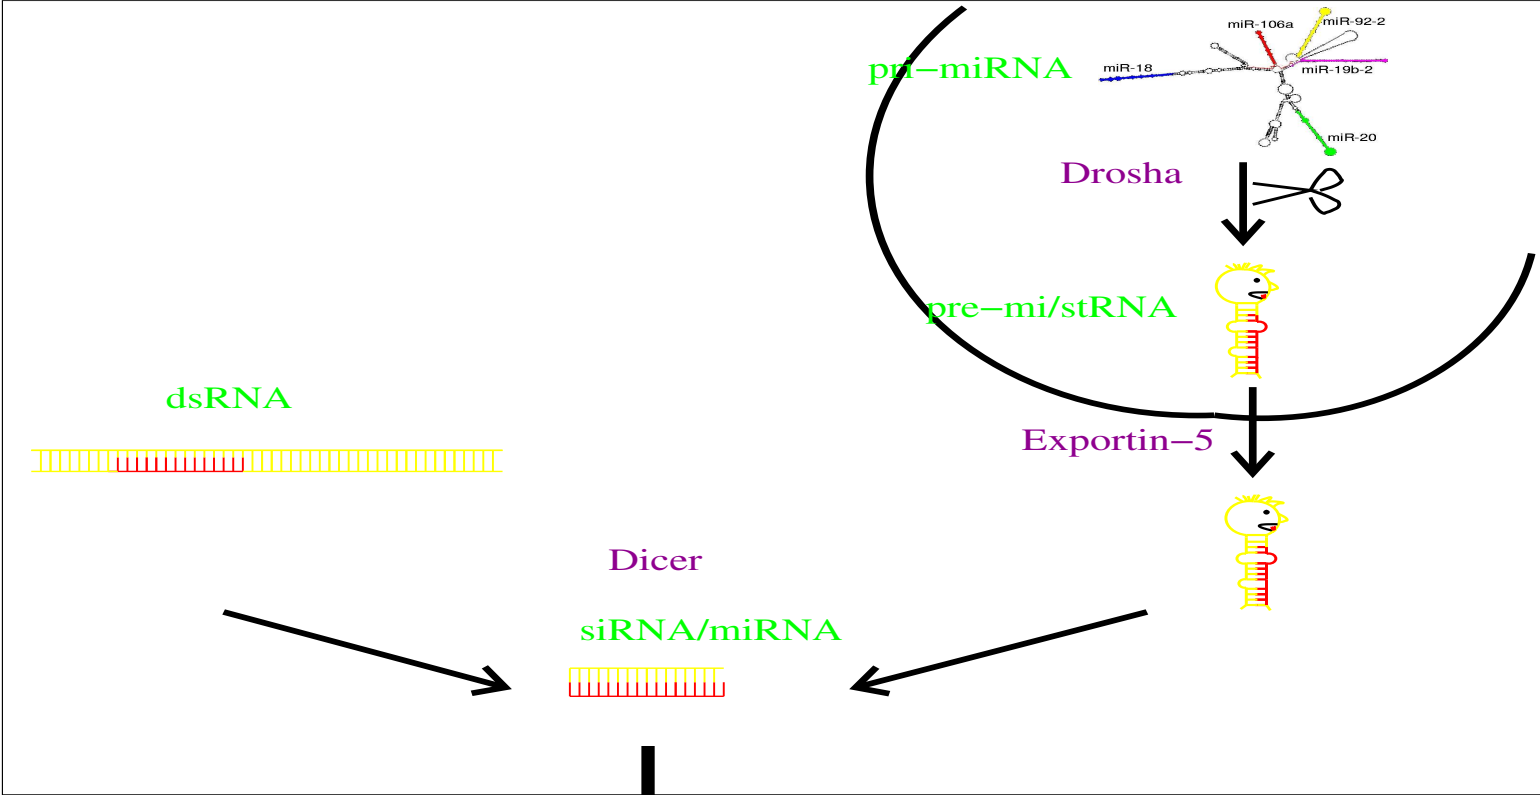 miR-106a
miR-92-2
pri-miRNA
miR-18
miR-19b-2
miR-20
Drosha
pre-mi/stRNA
dsRNA
Exportin-5
Dicer
siRNA/miRNA